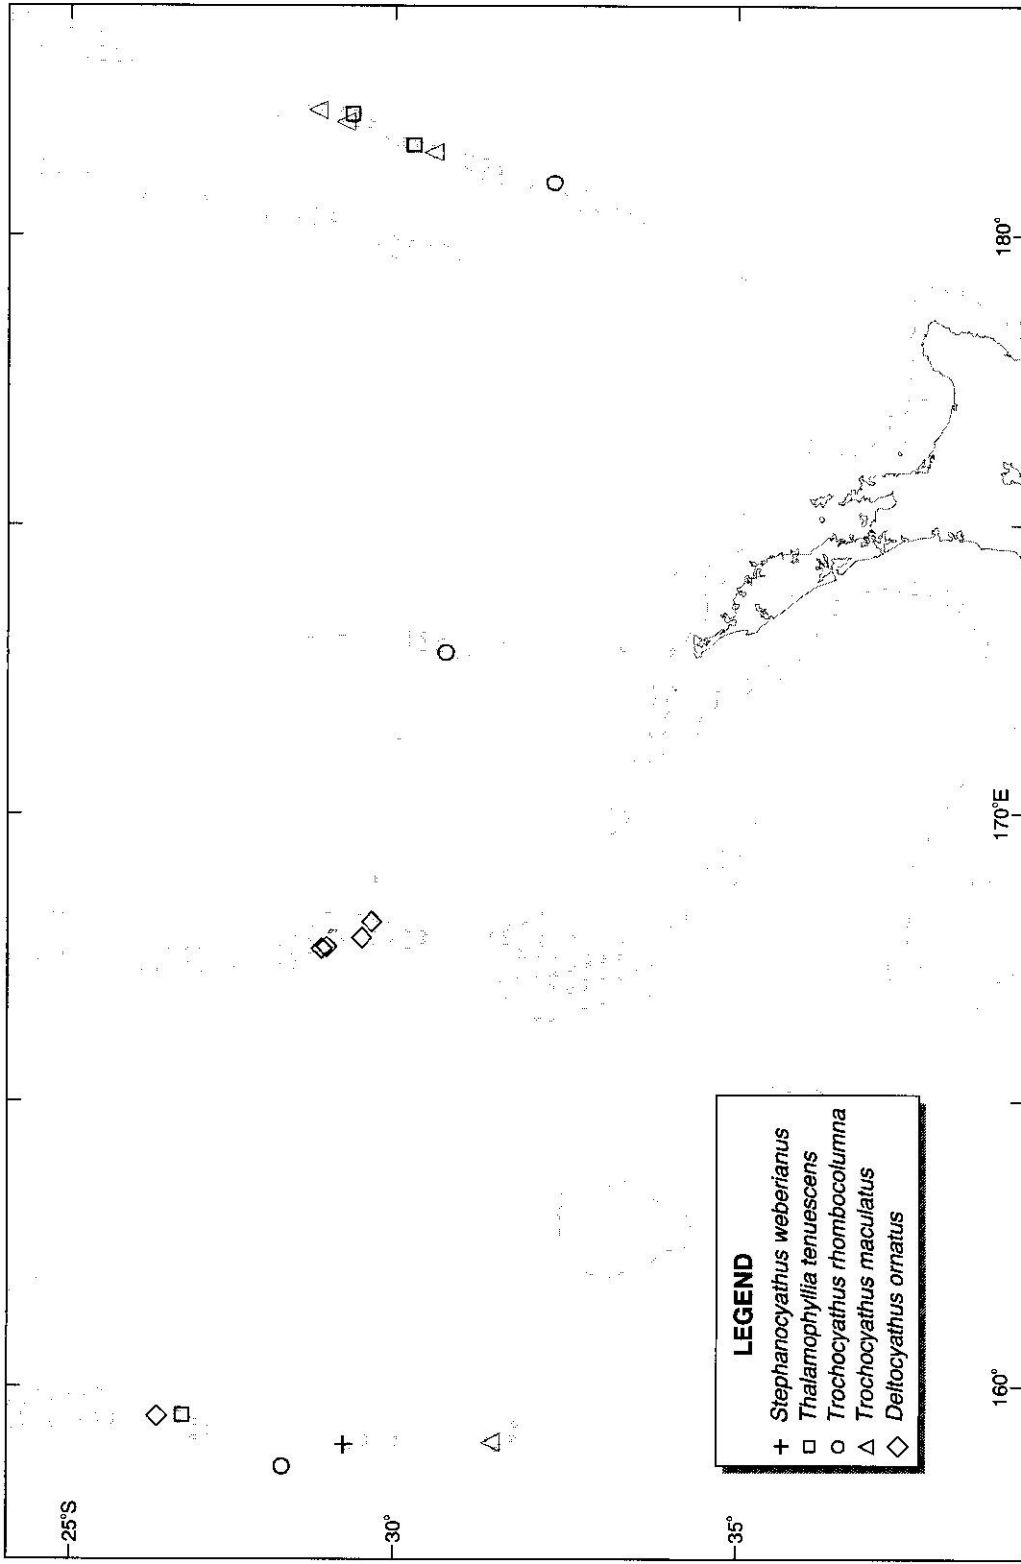 25°S
30°
35°
160°
170°E
180°
LEGEND
+ Stephanocyathus weberianus
□ Thalamophyllia tenuescens
○ Trochocyathus rhombocolumna
△ Trochocyathus maculatus
◇ Deltocyathus ornatus